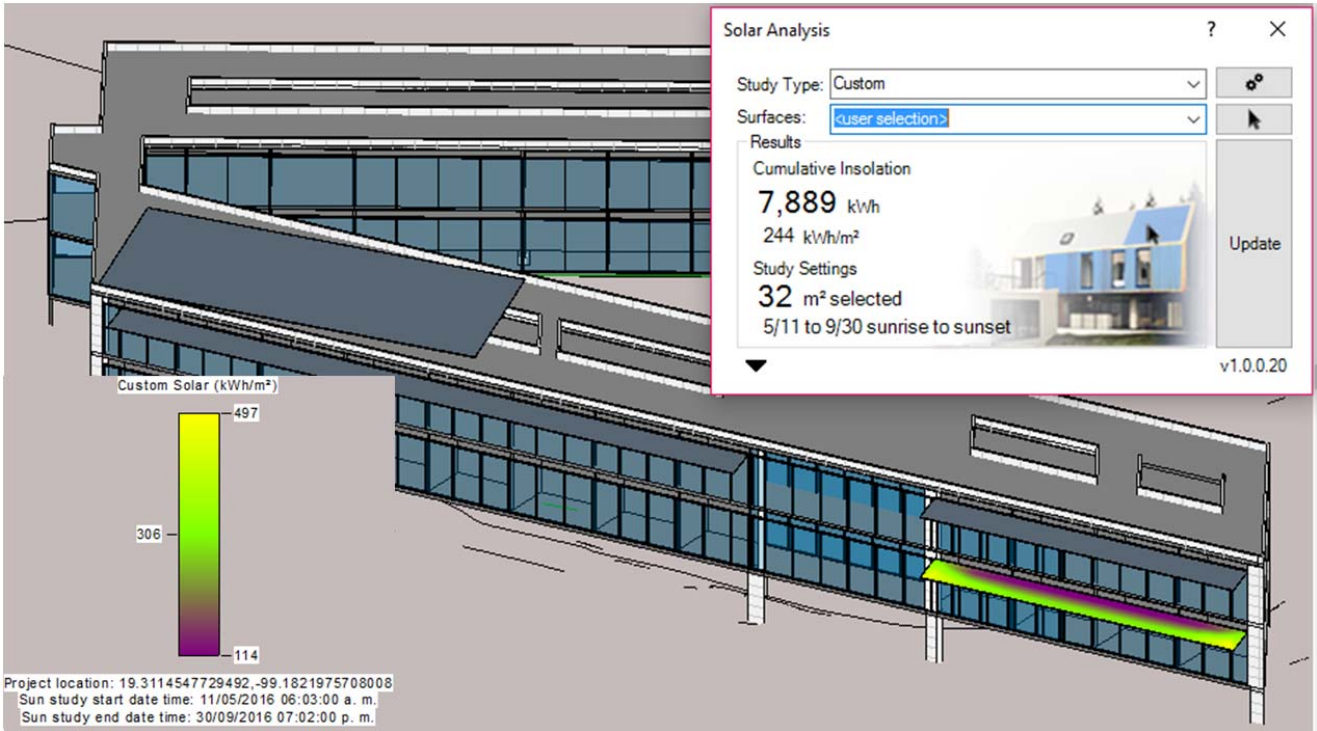 Solar Analysis
?
Study Type: Custom
Surfaces: <user selection>
Results
Cumulative Insolation
7,889 kWh
244 kWh/m²
Study Settings
32 m² selected
5/11 to 9/30 sunrise to sunset
Update
v1.0.0.20
Custom Solar (kWh/m²)
497
306
114
Project location: 19.3114547729492,-99.1821975708008
Sun study start date time: 11/05/2016 06:03:00 a. m.
Sun study end date time: 30/09/2016 07:02:00 p. m.